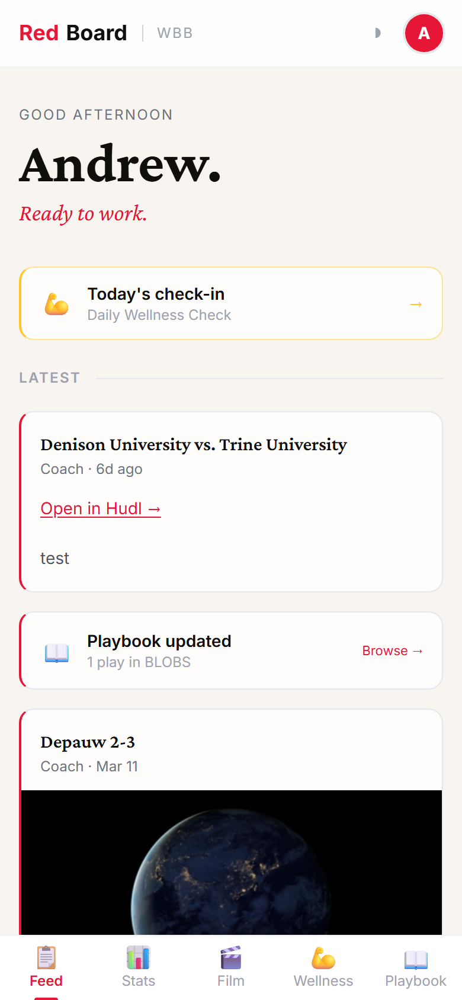 Red Board | WBB
A
GOOD AFTERNOON
Andrew.
Ready to work.
Today's check-in
Daily Wellness Check
→
LATEST
Denison University vs. Trine University
Coach · 6d ago
Open in Hudl →
test
Playbook updated
1 play in BLOBS
Browse →
Depauw 2-3
Coach · Mar 11
Feed
Stats
Film
Wellness
Playbook